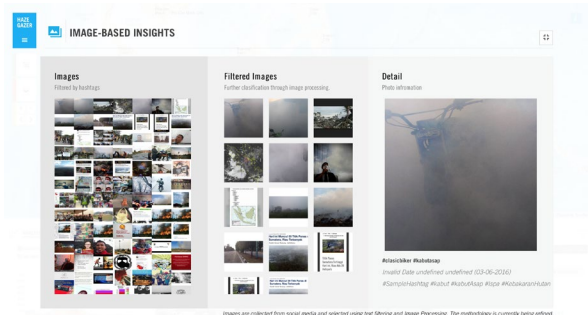 HAZE
GAZER
IMAGE-BASED INSIGHTS
Images
Filtered by hashtags
Filtered Images
Further clasification through image processing.
Detail
Photo infromation
#clasicbiker #kabutasap
Invalid Date undefined undefined (03-06-2016)
#SampleHashtag #kabut #kabutAsap #Ispa #KebakaranHutan
Images are collected from social media and selected using text filtering and Image Processing. The methodology is currently being refined